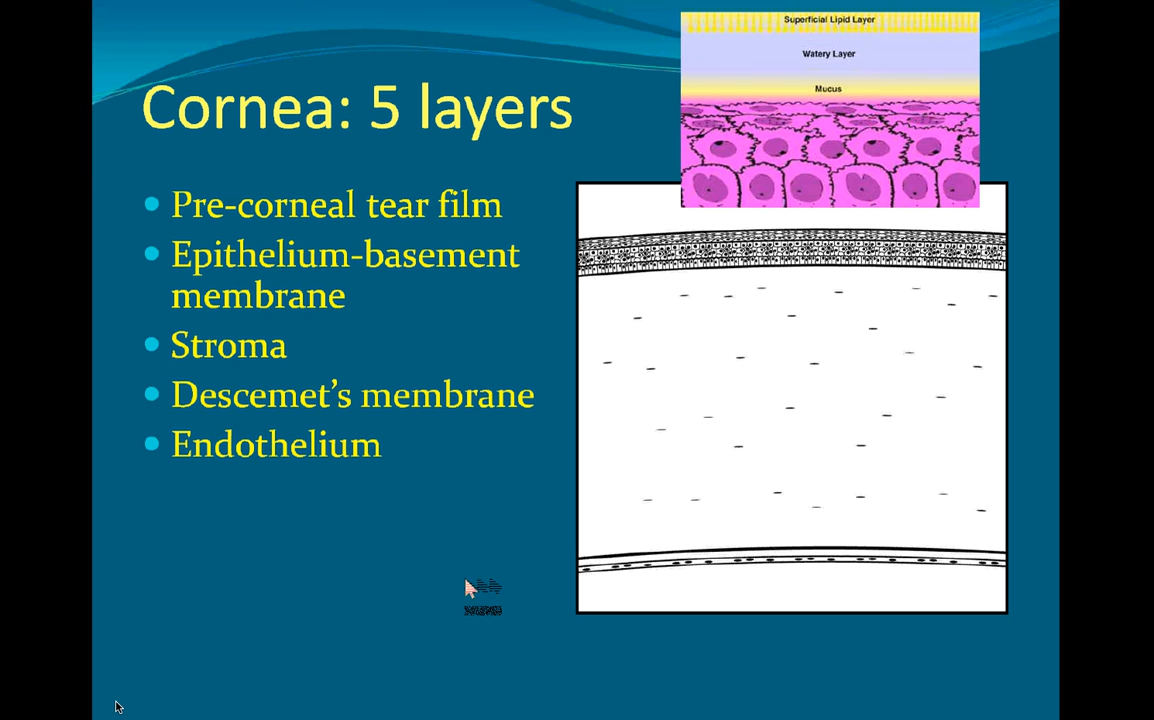 Superficial Lipid Layer
Watery Layer
Mucus
Cornea: 5 layers
Pre-corneal tear film
Epithelium-basement
membrane
Stroma
Descemet's membrane
Endothelium